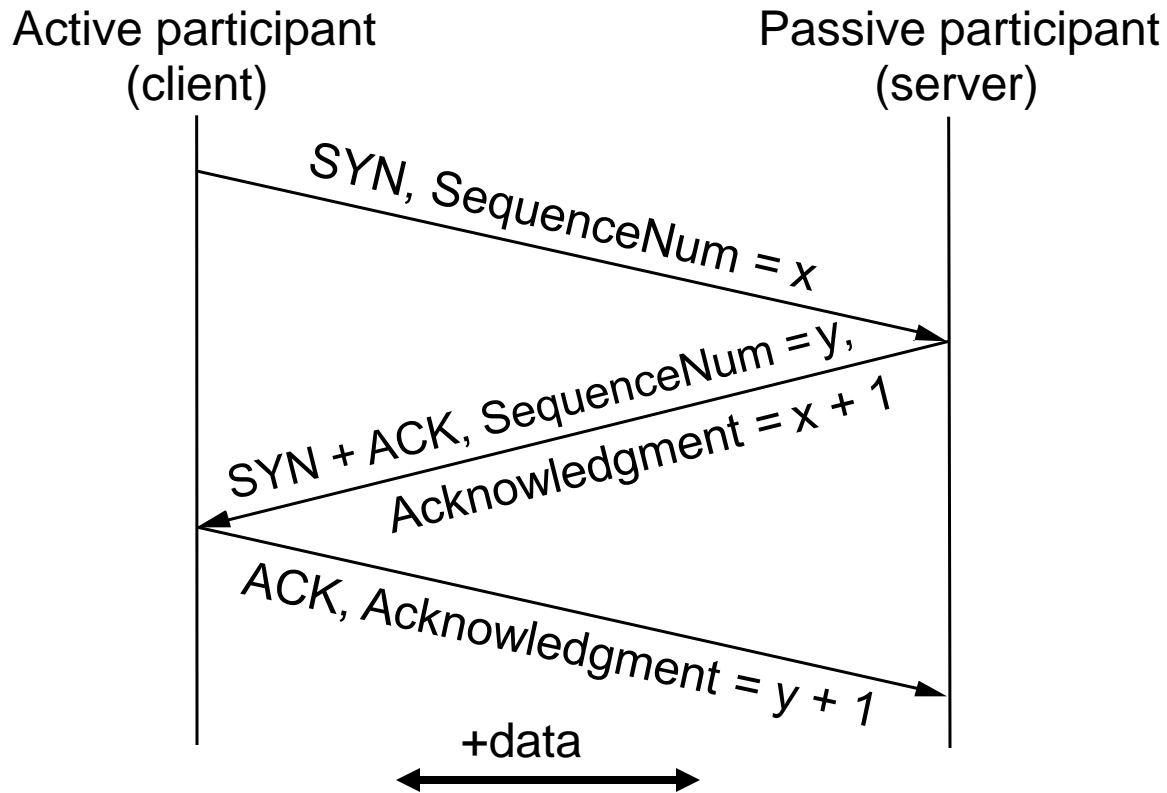 Active participant
(client)
Passive participant
(server)
SYN, SequenceNum = x
SYN + ACK, SequenceNum = y,
Acknowledgment = x + 1
ACK, Acknowledgment = y + 1
+data